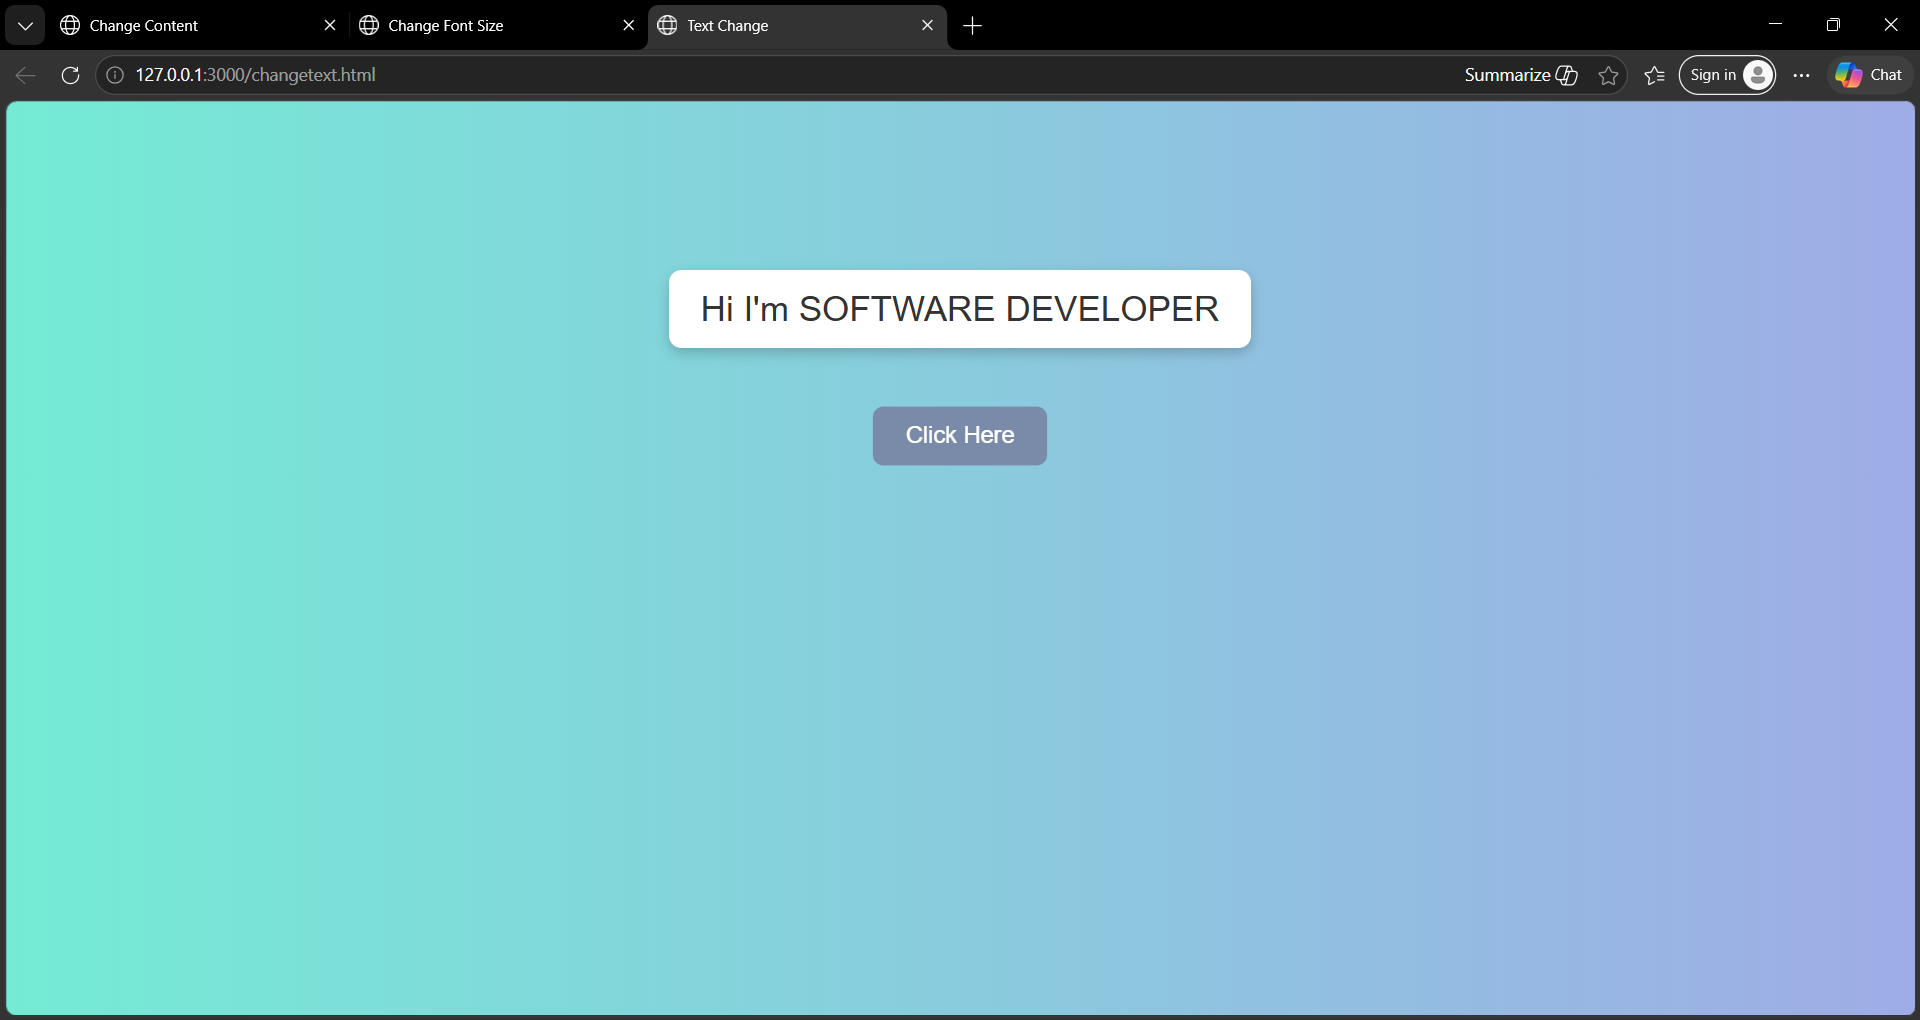 Change Content
Change Font Size
Text Change
127.0.0.1:3000/changetext.html
Summarize
Sign in
Chat
Hi I'm SOFTWARE DEVELOPER
Click Here